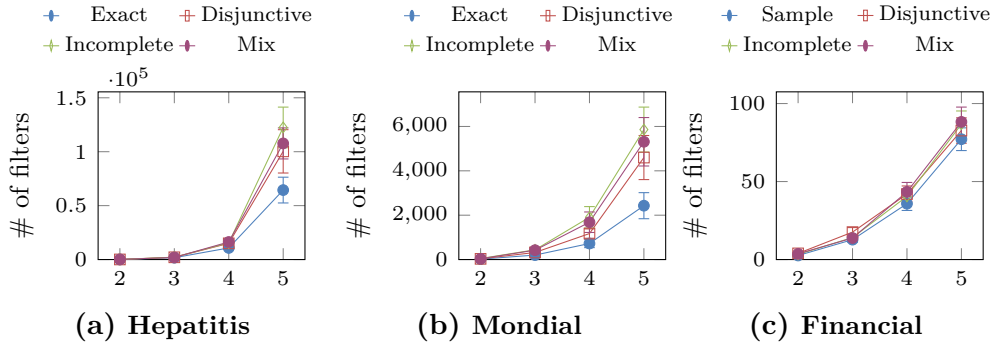 Exact Disjunctive
Incomplete Mix
·10^5
1.5
1
0.5
0
# of filters
2 3 4 5
(a) Hepatitis
Exact Disjunctive
Incomplete Mix
6,000
4,000
2,000
0
# of filters
2 3 4 5
(b) Mondial
Sample Disjunctive
Incomplete Mix
100
50
0
# of filters
2 3 4 5
(c) Financial